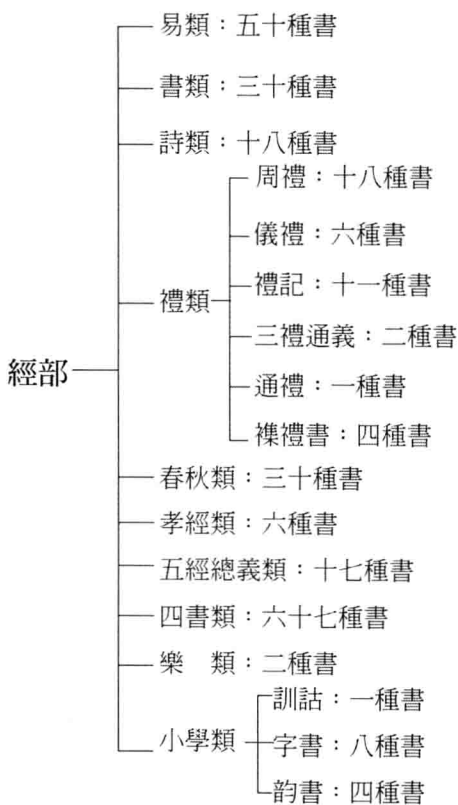 易類：五十種書
書類：三十種書
詩類：十八種書
周禮：十八種書
儀禮：六種書
禮類
禮記：十一種書
三禮通義：二種書
經部
通禮：一種書
襍禮書：四種書
春秋類：三十種書
孝經類：六種書
五經總義類：十七種書
四書類：六十七種書
樂　類：二種書
訓詁：一種書
小學類
字書：八種書
韵書：四種書